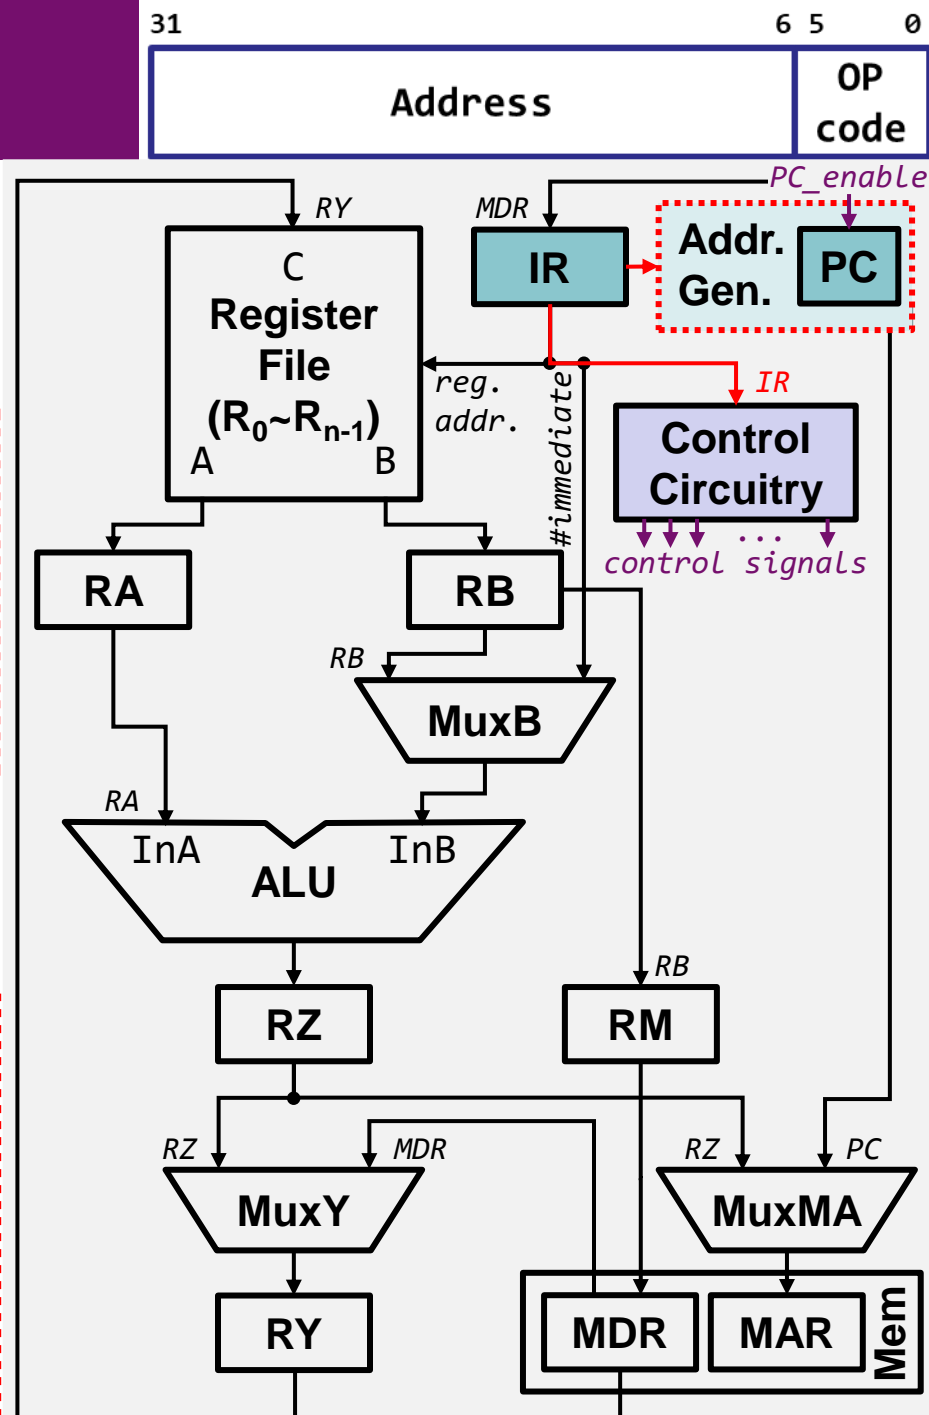 31 6 5 0
Address
OP
code
PC_enable
RY
MDR
C
Register
File
(R0~Rn-1)
A B
IR
Addr.
Gen.
PC
reg.
addr.
#immediate
IR
Control
Circuitry
...
control signals
RA
RB
RB
MuxB
RA
InA InB
ALU
RB
RZ
RM
RZ MDR
RZ PC
MuxY
MuxMA
RY
MDR
MAR
Mem